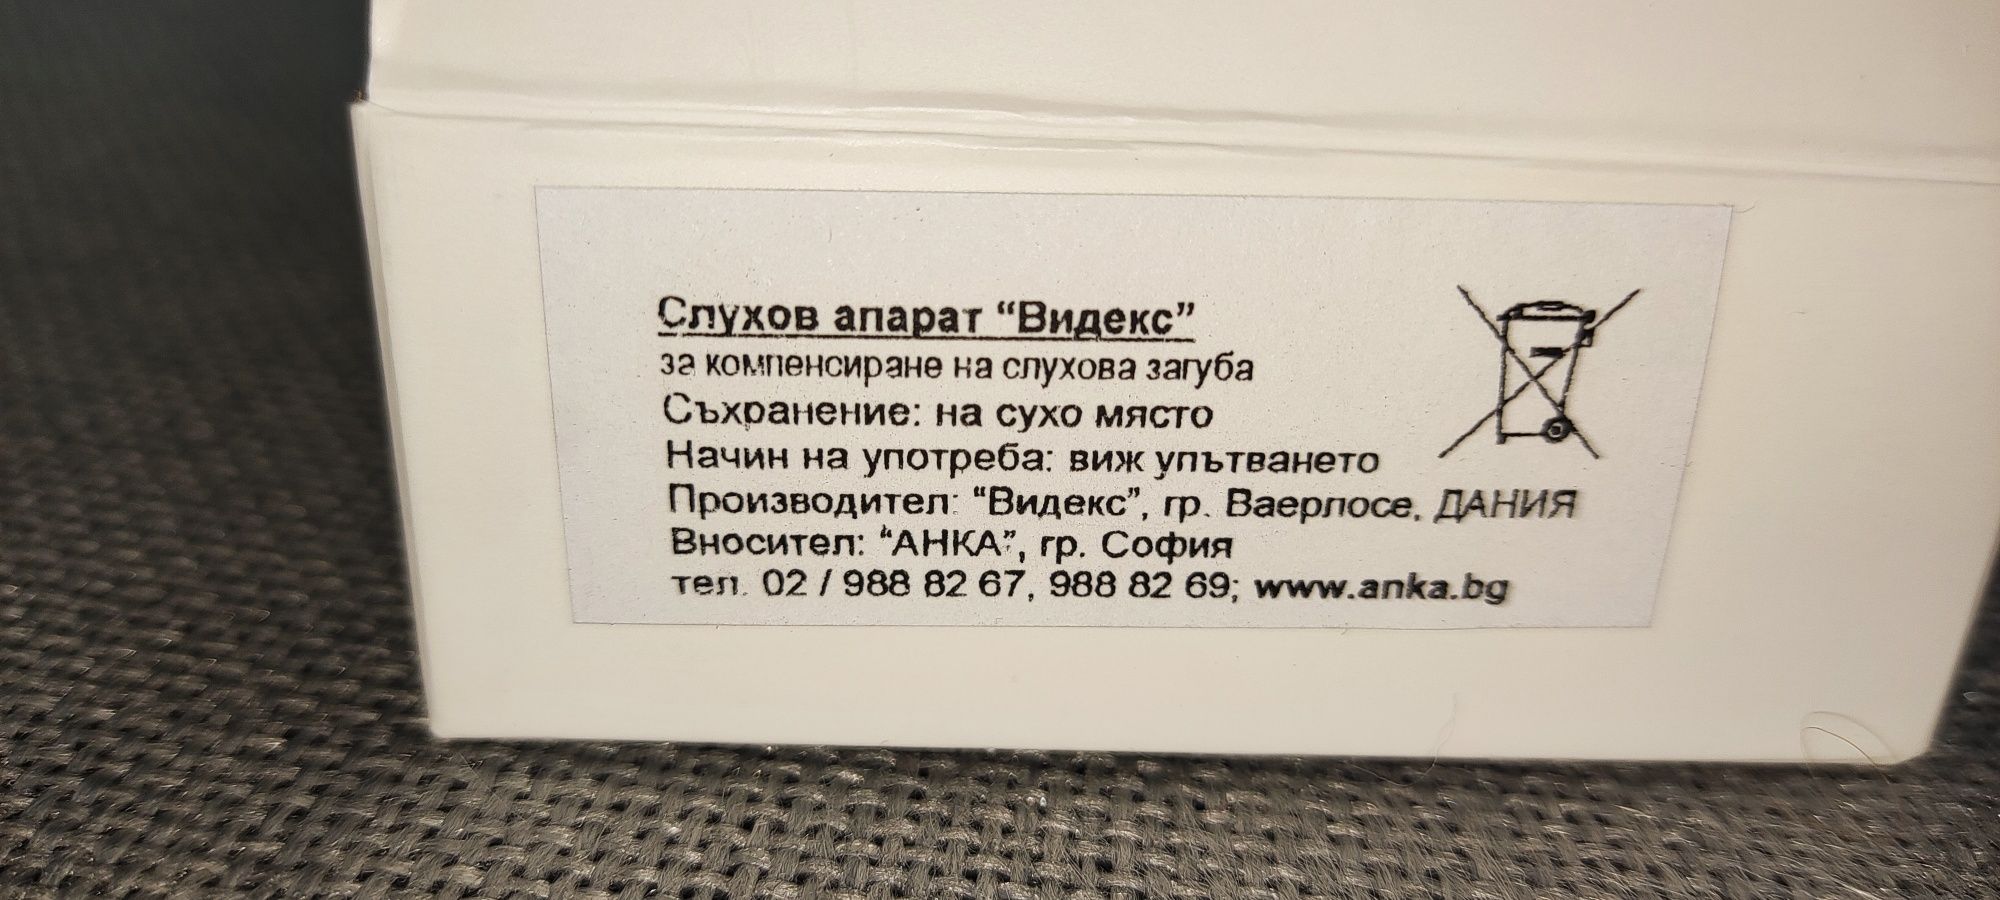 Слухов апарат “Видекс”
за компенсиране на слухова загуба
Съхранение: на сухо място
Начин на употреба: виж упътването
Производител: “Видекс”, гр. Ваерлосе, ДАНИЯ
Вносител: “АНКА”, гр. София
тел. 02 / 988 82 67, 988 82 69; www.anka.bg